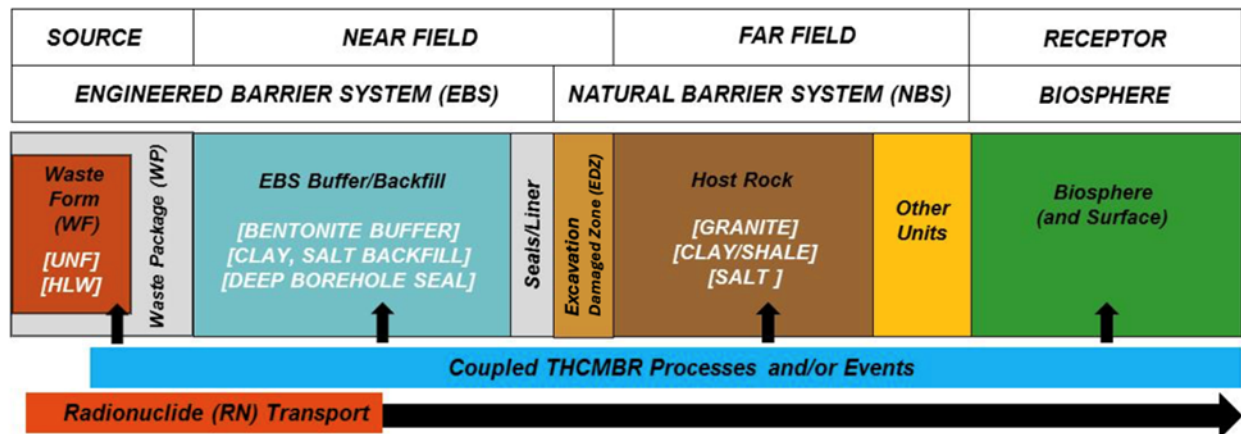 SOURCE
NEAR FIELD
FAR FIELD
RECEPTOR
ENGINEERED BARRIER SYSTEM (EBS)
NATURAL BARRIER SYSTEM (NBS)
BIOSPHERE
Waste
Form
(WF)
[UNF]
[HLW]
Waste Package (WP)
EBS Buffer/Backfill
[BENTONITE BUFFER]
[CLAY, SALT BACKFILL]
[DEEP BOREHOLE SEAL]
Seals/Liner
Excavation
Damaged Zone (EDZ)
Host Rock
[GRANITE]
[CLAY/SHALE]
[SALT ]
Other
Units
Biosphere
(and Surface)
Coupled THCMBR Processes and/or Events
Radionuclide (RN) Transport